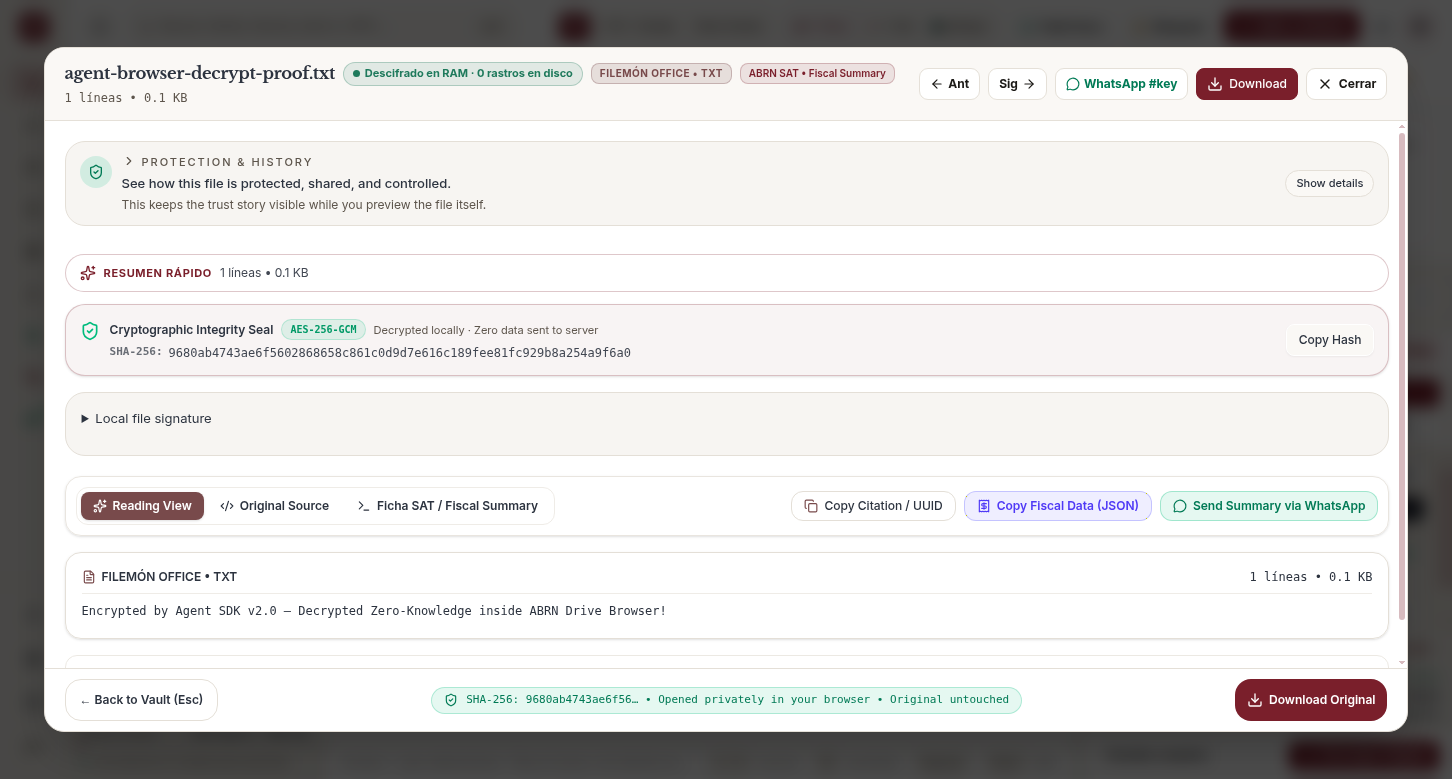 agent-browser-decrypt-proof.txt
Descifrado en RAM · 0 rastros en disco
FILEMÓN OFFICE • TXT
ABRN SAT • Fiscal Summary
1 líneas • 0.1 KB
← Ant
Sig →
WhatsApp #key
Download
Cerrar
PROTECTION & HISTORY
See how this file is protected, shared, and controlled.
This keeps the trust story visible while you preview the file itself.
Show details
RESUMEN RÁPIDO 1 líneas • 0.1 KB
Cryptographic Integrity Seal AES-256-GCM Decrypted locally · Zero data sent to server
SHA-256: 9680ab4743ae6f5602868658c861c0d9d7e616c189fee81fc929b8a254a9f6a0
Copy Hash
Local file signature
Reading View
Original Source
Ficha SAT / Fiscal Summary
Copy Citation / UUID
Copy Fiscal Data (JSON)
Send Summary via WhatsApp
FILEMÓN OFFICE • TXT
1 líneas • 0.1 KB
Encrypted by Agent SDK v2.0 — Decrypted Zero-Knowledge inside ABRN Drive Browser!
← Back to Vault (Esc)
SHA-256: 9680ab4743ae6f56… • Opened privately in your browser • Original untouched
Download Original